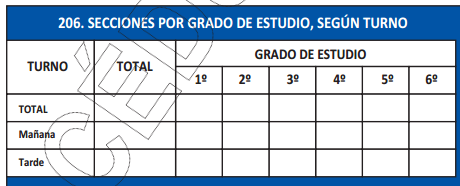 206. SECCIONES POR GRADO DE ESTUDIO, SEGÚN TURNO
TURNO TOTAL GRADO DE ESTUDIO
1º 2º 3º 4º 5º 6º
TOTAL
Mañana
Tarde